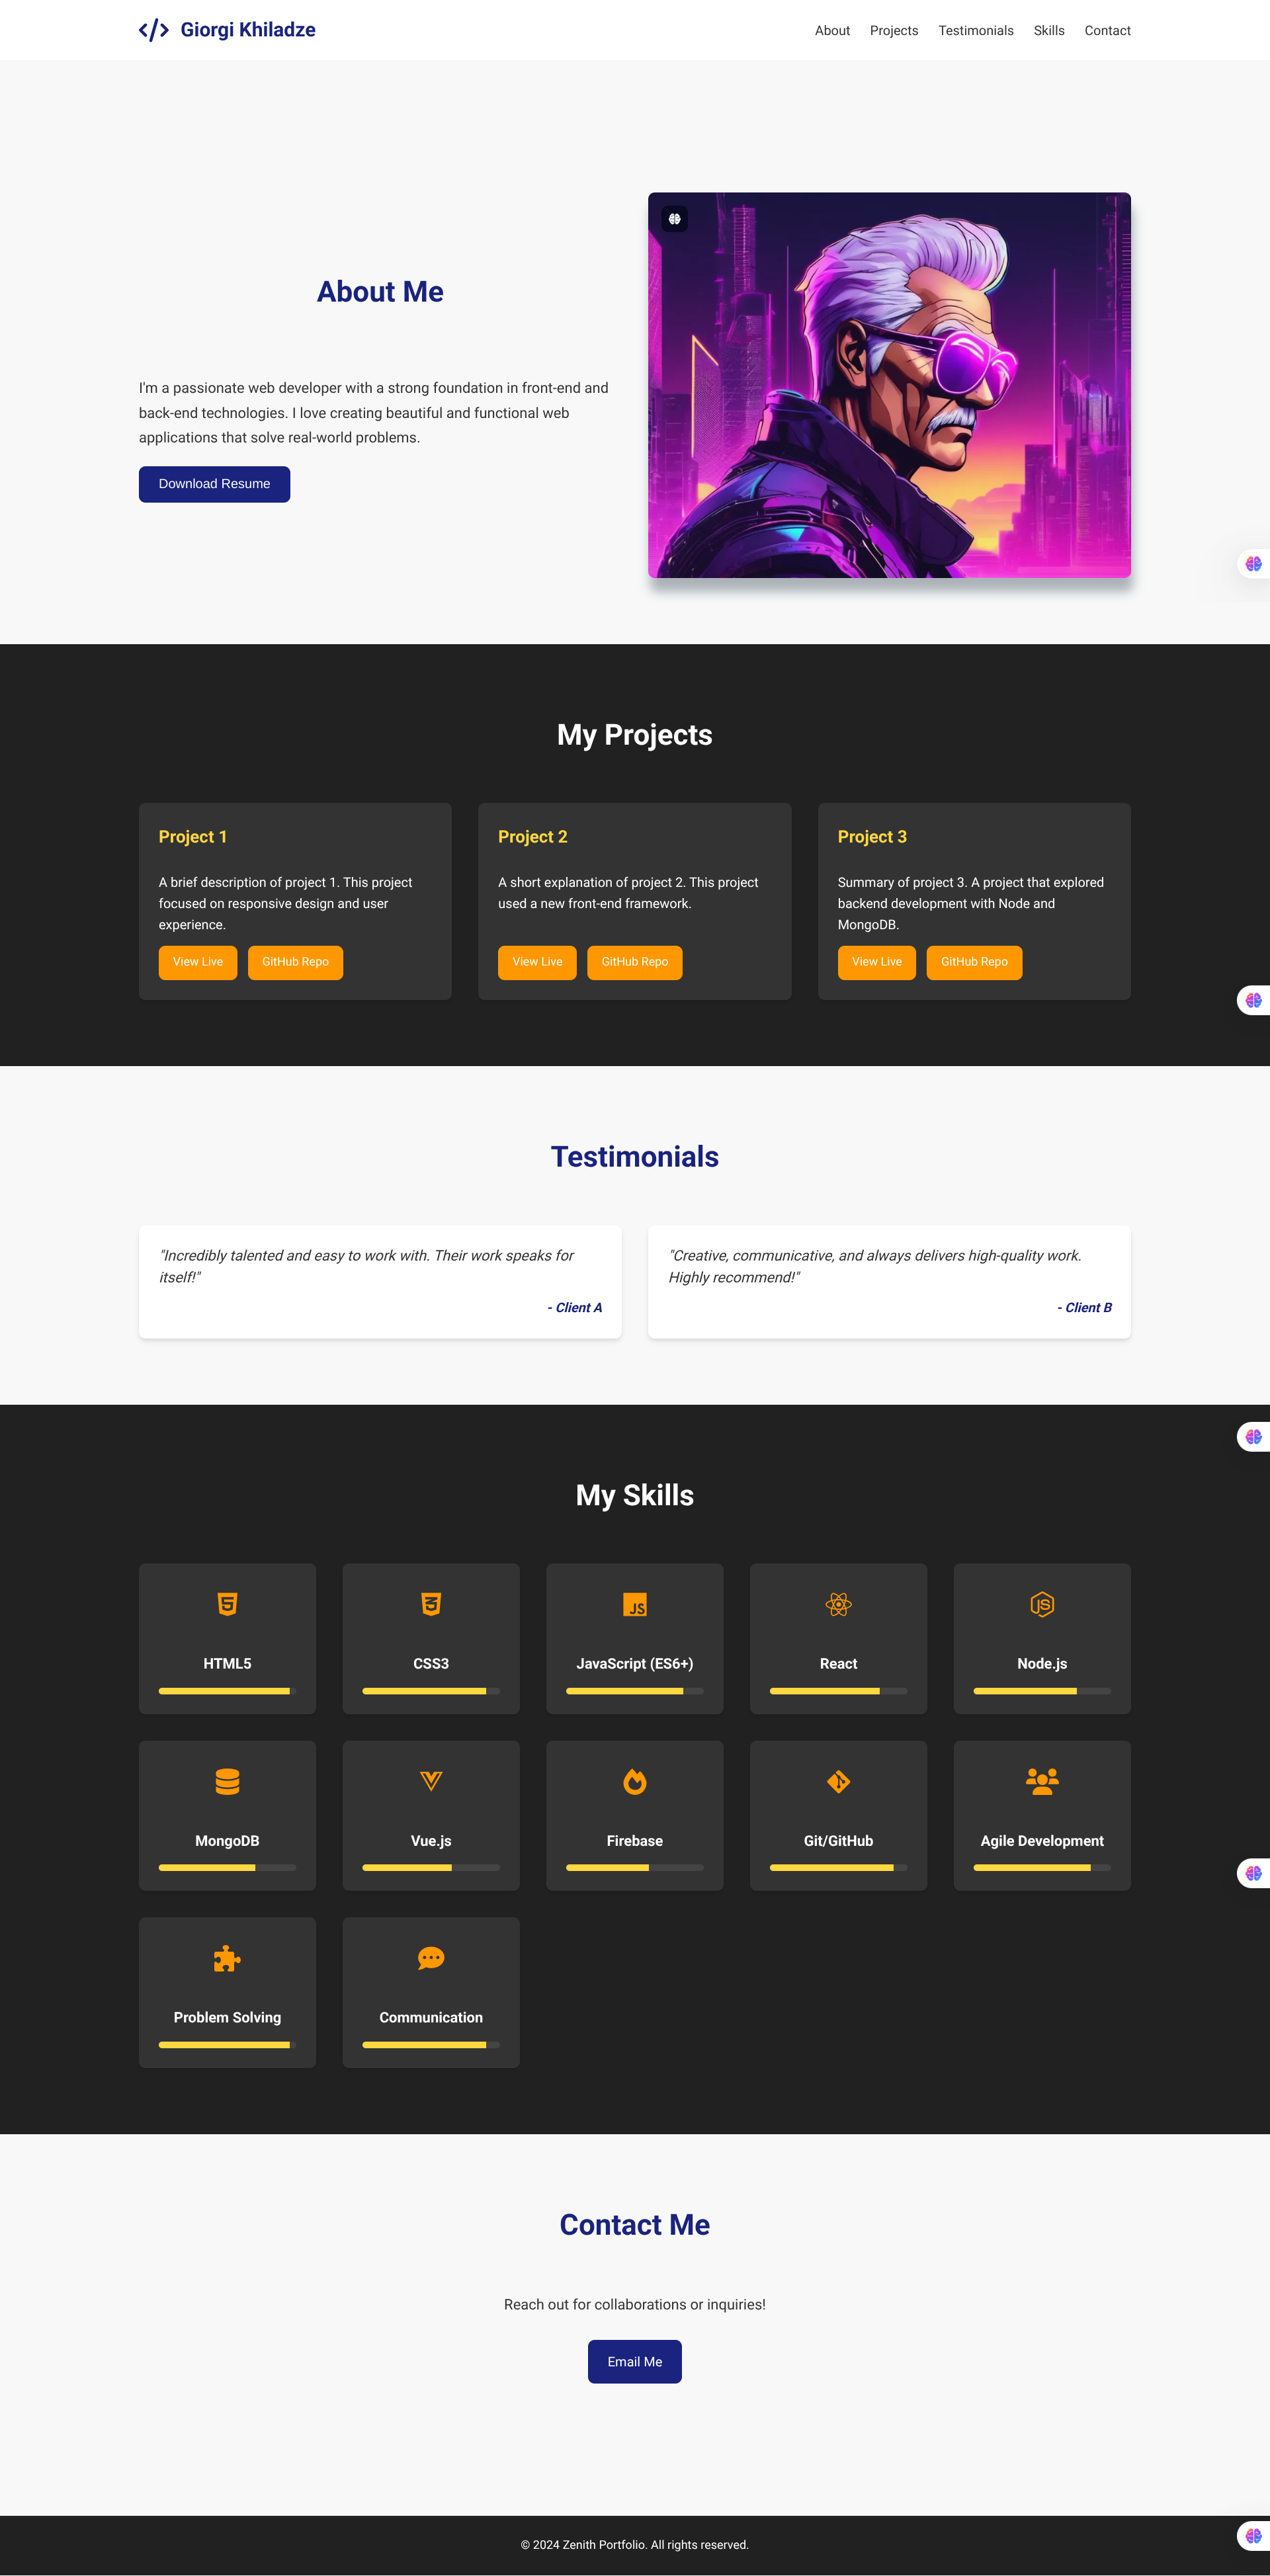 Giorgi Khiladze
About Projects Testimonials Skills Contact
About Me
I'm a passionate web developer with a strong foundation in front-end and
back-end technologies. I love creating beautiful and functional web
applications that solve real-world problems.
Download Resume
My Projects
Project 1
A brief description of project 1. This project
focused on responsive design and user
experience.
View Live GitHub Repo
Project 2
A short explanation of project 2. This project
used a new front-end framework.
View Live GitHub Repo
Project 3
Summary of project 3. A project that explored
backend development with Node and
MongoDB.
View Live GitHub Repo
Testimonials
"Incredibly talented and easy to work with. Their work speaks for
itself!"
- Client A
"Creative, communicative, and always delivers high-quality work.
Highly recommend!"
- Client B
My Skills
5
3
JS
JS
HTML5
CSS3
JavaScript (ES6+)
React
Node.js
MongoDB
Vue.js
Firebase
Git/GitHub
Agile Development
Problem Solving
Communication
Contact Me
Reach out for collaborations or inquiries!
Email Me
© 2024 Zenith Portfolio. All rights reserved.